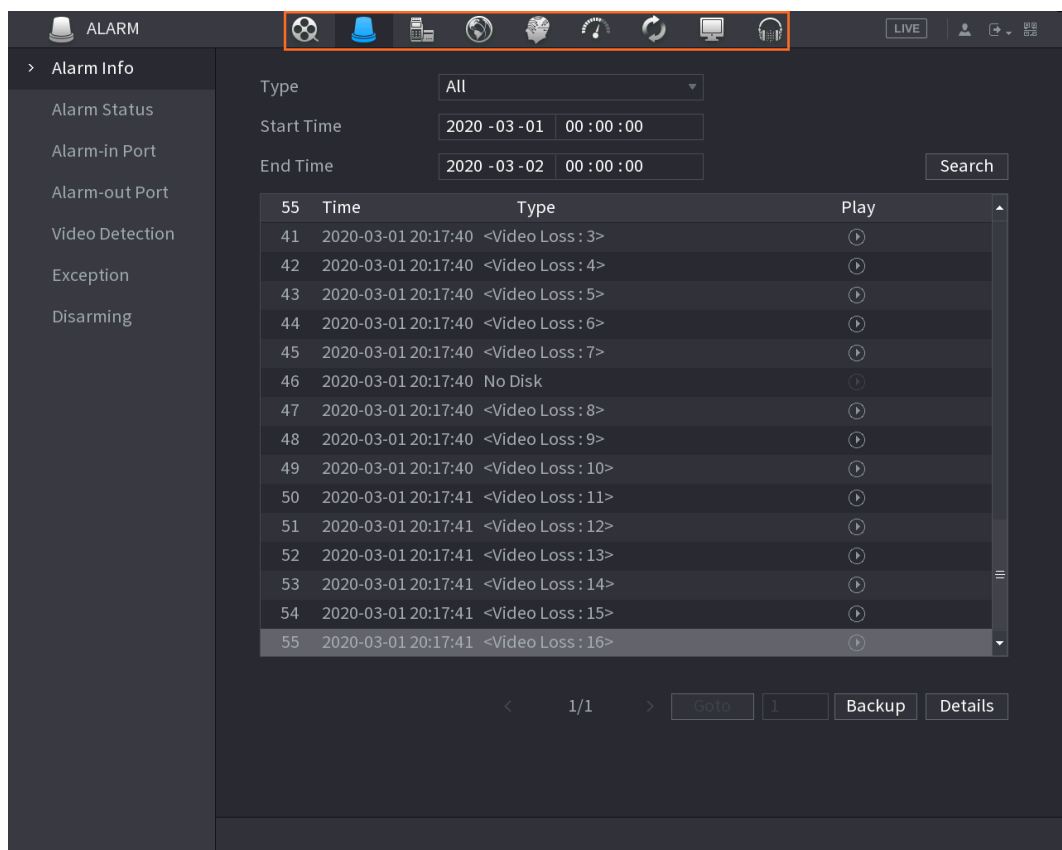 ALARM LIVE
Alarm Info
Alarm Status
Alarm-in Port
Alarm-out Port
Video Detection
Exception
Disarming
Type All
Start Time 2020 -03 -01 00 : 00 : 00
End Time 2020 -03 -02 00 : 00 : 00 Search
55 Time Type Play
41 2020-03-01 20:17:40 <Video Loss : 3>
42 2020-03-01 20:17:40 <Video Loss : 4>
43 2020-03-01 20:17:40 <Video Loss : 5>
44 2020-03-01 20:17:40 <Video Loss : 6>
45 2020-03-01 20:17:40 <Video Loss : 7>
46 2020-03-01 20:17:40 No Disk
47 2020-03-01 20:17:40 <Video Loss : 8>
48 2020-03-01 20:17:40 <Video Loss : 9>
49 2020-03-01 20:17:40 <Video Loss : 10>
50 2020-03-01 20:17:41 <Video Loss : 11>
51 2020-03-01 20:17:41 <Video Loss : 12>
52 2020-03-01 20:17:41 <Video Loss : 13>
53 2020-03-01 20:17:41 <Video Loss : 14>
54 2020-03-01 20:17:41 <Video Loss : 15>
55 2020-03-01 20:17:41 <Video Loss : 16>
< 1/1 > Goto 1 Backup Details